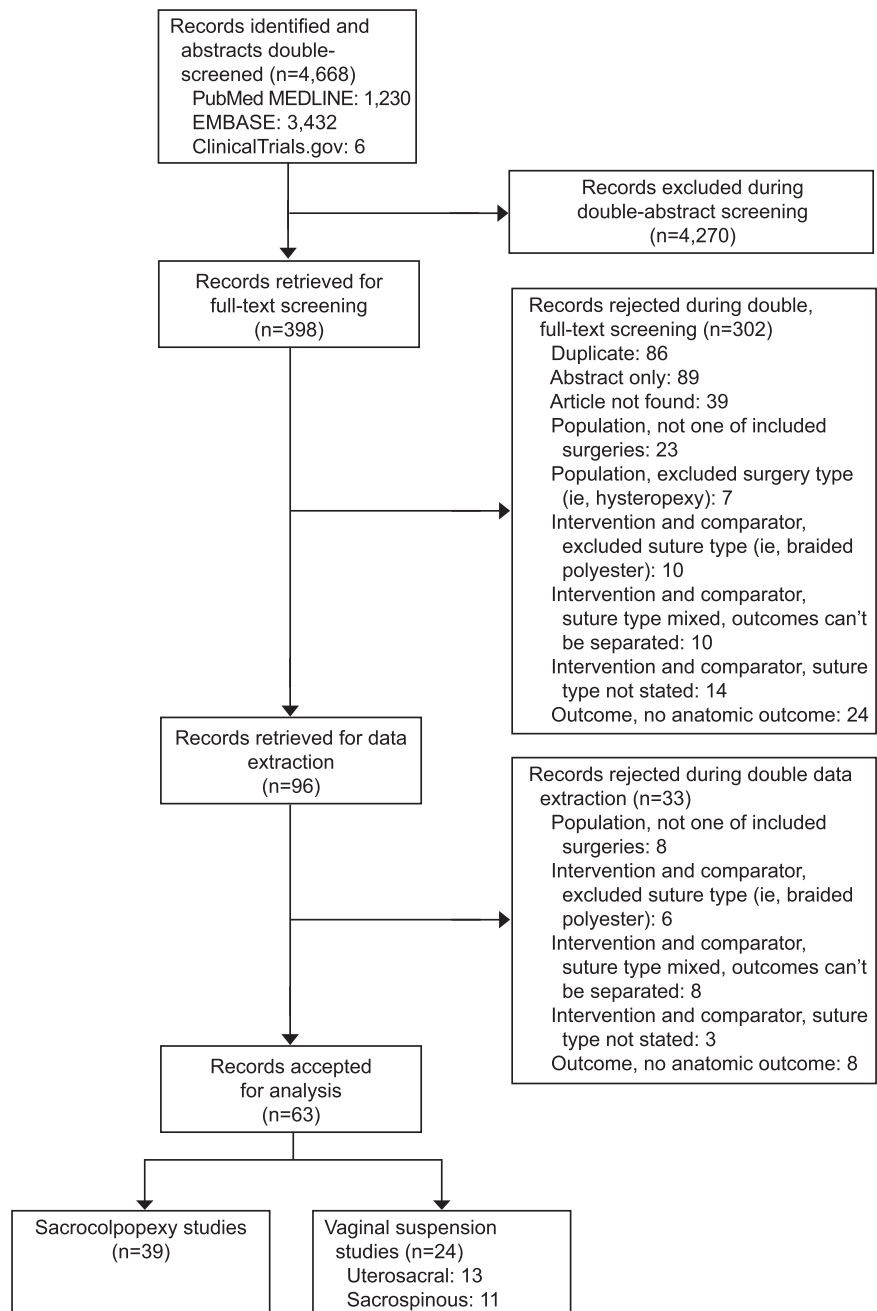 Records identified and
abstracts double-
screened (n=4,668)
PubMed MEDLINE: 1,230
EMBASE: 3,432
ClinicalTrials.gov: 6
Records excluded during
double-abstract screening
(n=4,270)
Records retrieved for
full-text screening
(n=398)
Records rejected during double,
full-text screening (n=302)
Duplicate: 86
Abstract only: 89
Article not found: 39
Population, not one of included
surgeries: 23
Population, excluded surgery type
(ie, hysteropexy): 7
Intervention and comparator,
excluded suture type (ie, braided
polyester): 10
Intervention and comparator,
suture type mixed, outcomes can't
be separated: 10
Intervention and comparator, suture
type not stated: 14
Outcome, no anatomic outcome: 24
Records retrieved for data
extraction
(n=96)
Records rejected during double data
extraction (n=33)
Population, not one of included
surgeries: 8
Intervention and comparator,
excluded suture type (ie, braided
polyester): 6
Intervention and comparator,
suture type mixed, outcomes can't
be separated: 8
Intervention and comparator, suture
type not stated: 3
Outcome, no anatomic outcome: 8
Records accepted
for analysis
(n=63)
Sacrocolpopexy studies
(n=39)
Vaginal suspension
studies (n=24)
Uterosacral: 13
Sacrospinous: 11